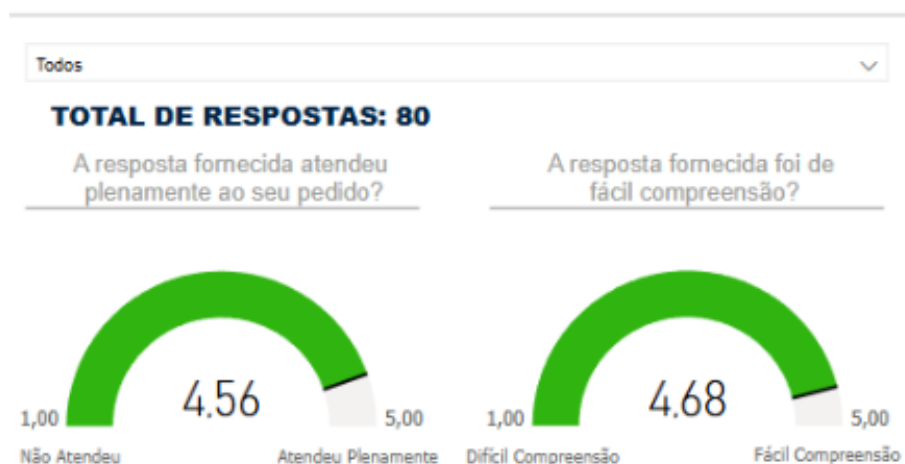 Todos
TOTAL DE RESPOSTAS: 80
A resposta fornecida atendeu
plenamente ao seu pedido?
A resposta fornecida foi de
fácil compreensão?
4,56
1,00
5,00
Não Atendeu
Atendeu Plenamente
4,68
1,00
5,00
Difícil Compreensão
Fácil Compreensão